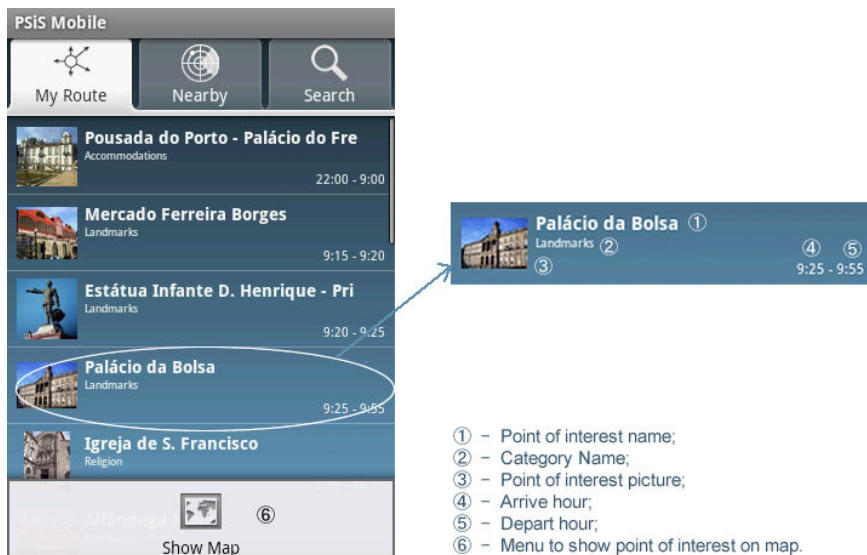 PSiS Mobile
My Route
Nearby
Search
Pousada do Porto - Palácio do Fre
Accommodations
22:00 - 9:00
Mercado Ferreira Borges
Landmarks
9:15 - 9:20
Estátua Infante D. Henrique - Pri
Landmarks
9:20 - 9:25
Palácio da Bolsa
Landmarks
9:25 - 9:55
Igreja de S. Francisco
Religion
Alfândega
Landmarks
⑥
Show Map
Palácio da Bolsa ①
Landmarks ②
③
④ ⑤
9:25 - 9:55
① - Point of interest name;
② - Category Name;
③ - Point of interest picture;
④ - Arrive hour;
⑤ - Depart hour;
⑥ - Menu to show point of interest on map.